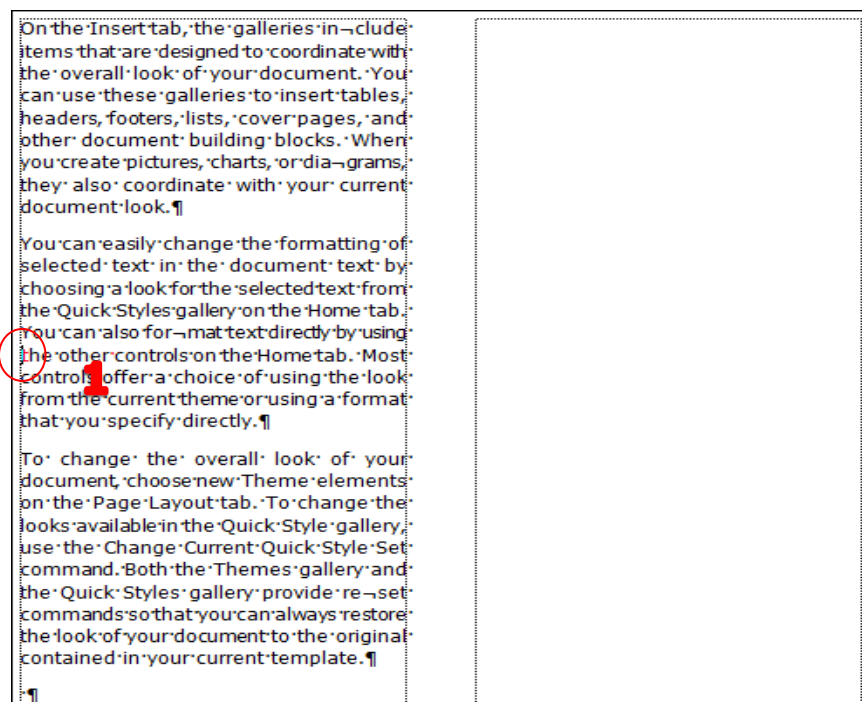 On the Insert tab, the galleries in¬clude
items that are designed to coordinate with
the overall look of your document. You
can use these galleries to insert tables,
headers, footers, lists, cover pages, and
other document building blocks. When
you create pictures, charts, or dia¬grams,
they also coordinate with your current
document look.¶
You can easily change the formatting of
selected text in the document text by
choosing a look for the selected text from
the Quick Styles gallery on the Home tab.
You can also for¬mat text directly by using
the other controls on the Home tab. Most
1
controls offer a choice of using the look
from the current theme or using a format
that you specify directly.¶
To change the overall look of your
document, choose new Theme elements
on the Page Layout tab. To change the
looks available in the Quick Style gallery,
use the Change Current Quick Style Set
command. Both the Themes gallery and
the Quick Styles gallery provide re¬set
commands so that you can always restore
the look of your document to the original
contained in your current template.¶
¶